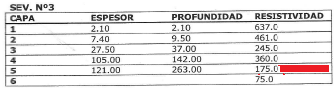 SEV. Nº3
CAPA ESPESOR PROFUNDIDAD RESISTIVIDAD
1 2.10 2.10 637.0
2 7.40 9.50 461.0
3 27.50 37.00 245.0
4 105.00 142.00 360.0
5 121.00 263.00 175.0
6 75.0